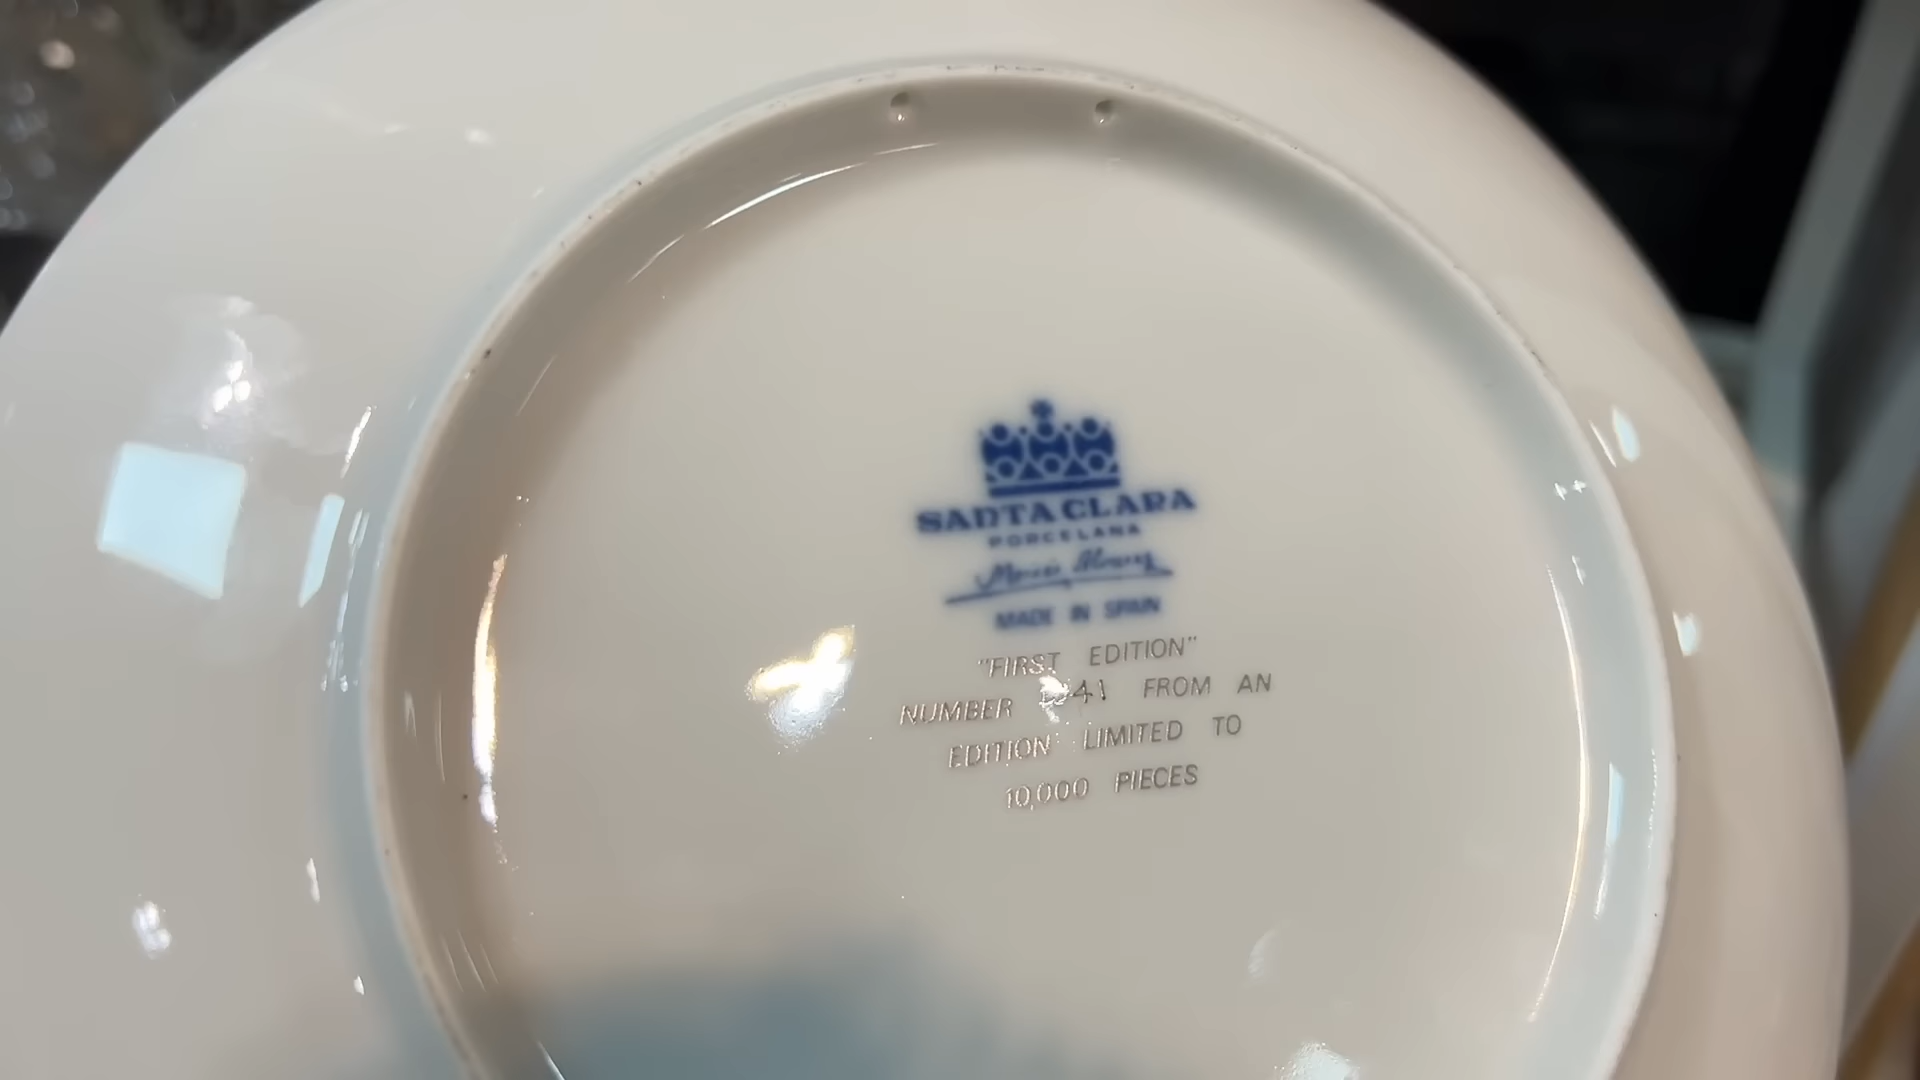 SANTA CLARA
PORCELANA
MADE IN SPAIN
"FIRST EDITION"
NUMBER FROM AN
EDITION LIMITED TO
10,000 PIECES